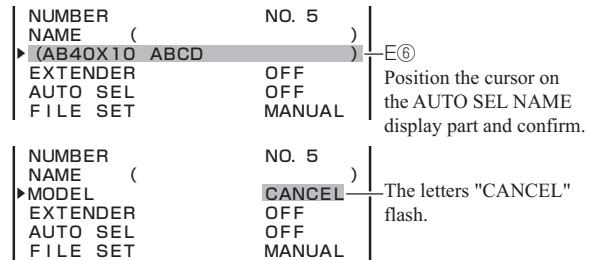 NUMBER NO. 5
NAME ( )
▶ (AB40X10 ABCD ) E⑥
EXTENDER OFF
AUTO SEL OFF
FILE SET MANUAL
Position the cursor on
the AUTO SEL NAME
display part and confirm.
NUMBER NO. 5
NAME ( )
▶MODEL CANCEL
EXTENDER OFF
AUTO SEL OFF
FILE SET MANUAL
The letters "CANCEL"
flash.